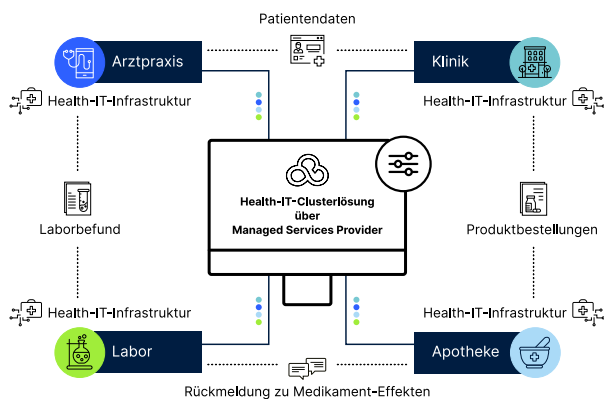 Patientendaten
Arztpraxis
Klinik
Health-IT-Infrastruktur
Health-IT-Infrastruktur
Health-IT-Clusterlösung
über
Managed Services Provider
Laborbefund
Produktbestellungen
Health-IT-Infrastruktur
Health-IT-Infrastruktur
Labor
Apotheke
Rückmeldung zu Medikament-Effekten